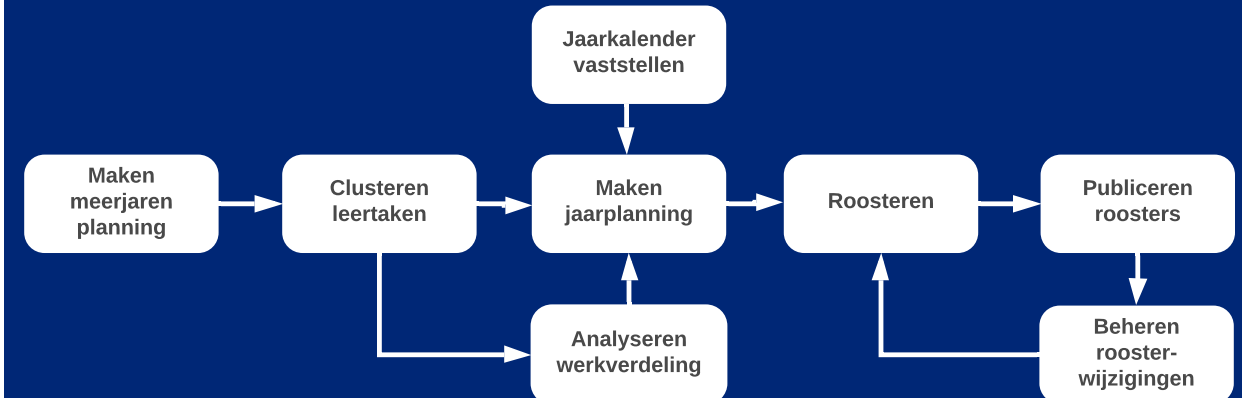 Jaarkalender
vaststellen
Maken
meerjaren
planning
Clusteren
leertaken
Maken
jaarplanning
Roosteren
Publiceren
roosters
Analyseren
werkverdeling
Beheren
rooster-
wijzigingen